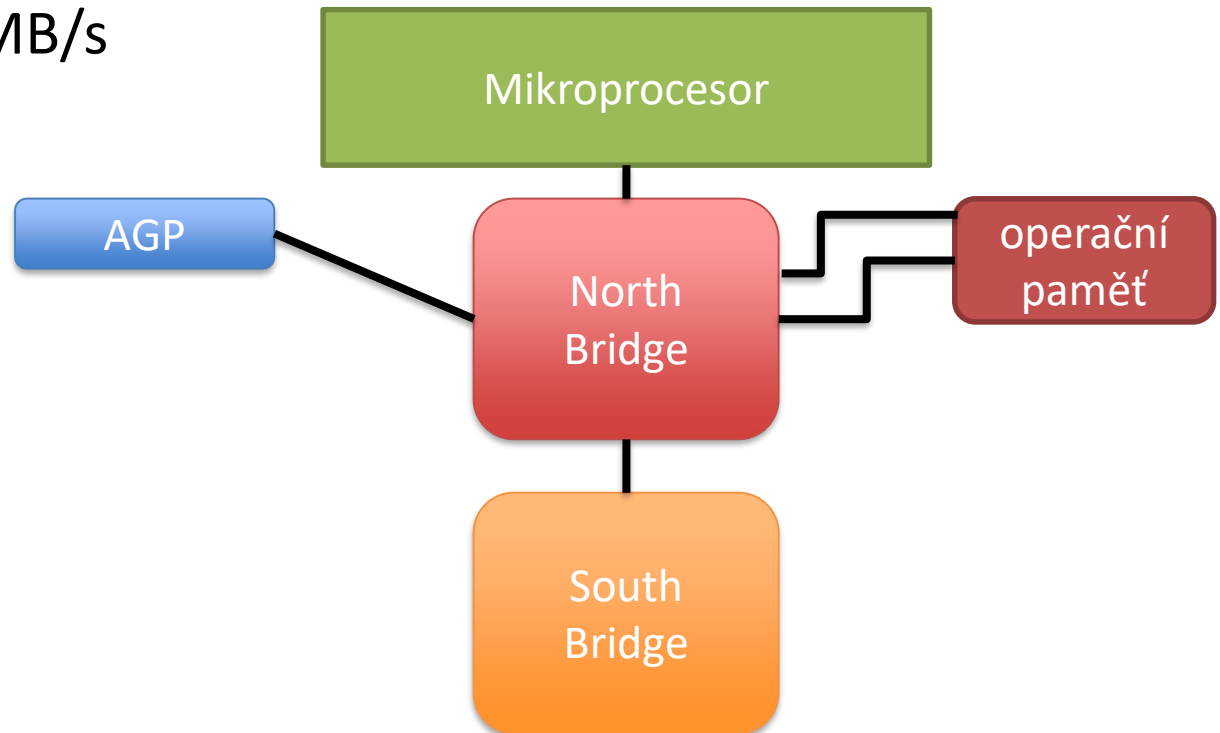 MB/s
Mikroprocesor
AGP
operační
paměť
North
Bridge
South
Bridge